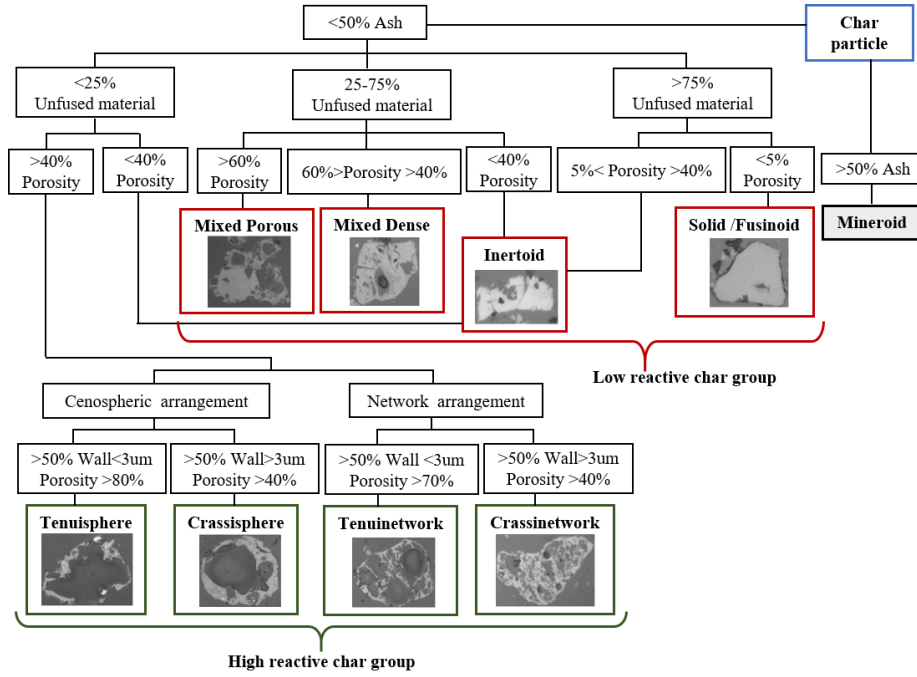 <50% Ash
Char
particle
<25%
Unfused material
25-75%
Unfused material
>75%
Unfused material
>40%
Porosity
<40%
Porosity
>60%
Porosity
60%>Porosity >40%
<40%
Porosity
5%< Porosity >40%
<5%
Porosity
>50% Ash
Mixed Porous
Mixed Dense
Inertoid
Solid /Fusinoid
Mineroid
Low reactive char group
Cenospheric arrangement
Network arrangement
>50% Wall<3um
Porosity >80%
>50% Wall>3um
Porosity >40%
>50% Wall <3um
Porosity >70%
>50% Wall>3um
Porosity >40%
Tenuisphere
Crassisphere
Tenuinetwork
Crassinetwork
High reactive char group